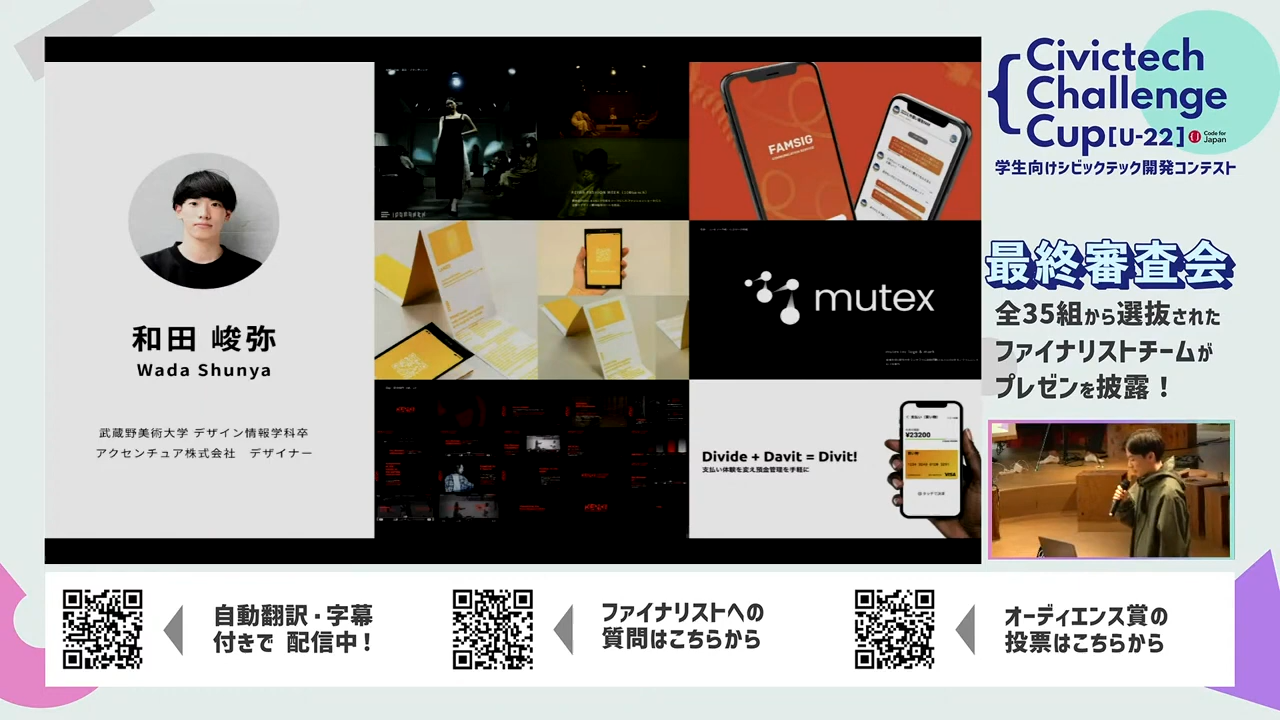 和田 峻弥
Wada Shunya
武蔵野美術大学 デザイン情報学科卒
アクセンチュア株式会社　デザイナー
FAMSIG
mutex
Divide + Davit = Divit!
支払い体験を変え預金管理を手軽に
¥23200
VISA
Civictech
Challenge
Cup[U-22]
Code for
Japan
学生向けシビックテック開発コンテスト
最終審査会
全35組から選抜された
ファイナリストチームが
プレゼンを披露！
自動翻訳・字幕
付きで 配信中！
ファイナリストへの
質問はこちらから
オーディエンス賞の
投票はこちらから